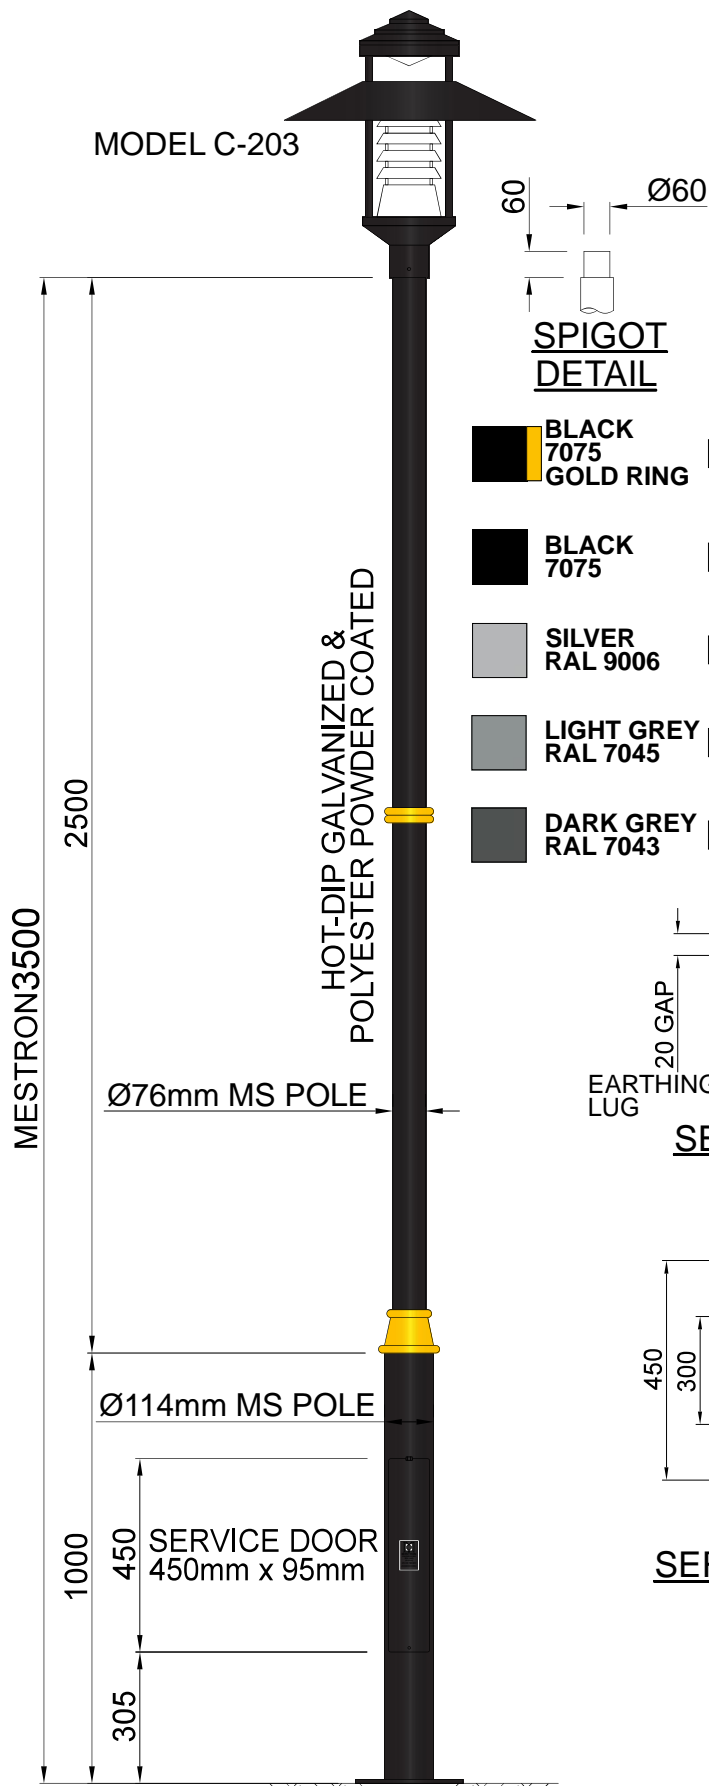 MODEL C-203
60
Ø60
SPIGOT
DETAIL
BLACK
7075
GOLD RING
BLACK
7075
SILVER
RAL 9006
LIGHT GREY
RAL 7045
DARK GREY
RAL 7043
HOT-DIP GALVANIZED &
POLYESTER POWDER COATED
2500
MESTRON3500
20 GAP
EARTHING
LUG
Ø76mm MS POLE
450
300
Ø114mm MS POLE
1000
450
SERVICE DOOR
450mm x 95mm
305